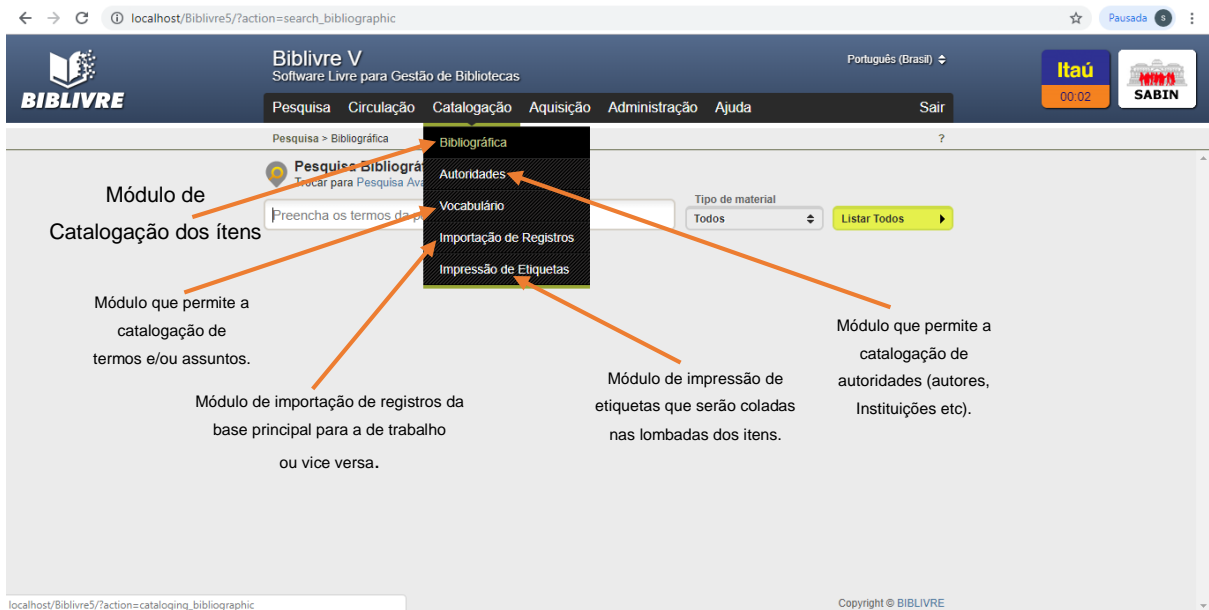 localhost/Biblivre5/?action=search_bibliographic
Pausada s
BIBLIVRE
Biblivre V
Software Livre para Gestão de Bibliotecas
Português (Brasil)
Itaú
00:02
SABIN
Pesquisa Circulação Catalogação Aquisição Administração Ajuda Sair
Pesquisa > Bibliográfica ?
Bibliográfica
Autoridades
Vocabulário
Importação de Registros
Impressão de Etiquetas
Pesquisa Bibliográf
Trocar para Pesquisa Ava
Preencha os termos da p
Tipo de material
Todos
Listar Todos
Módulo de
Catalogação dos ítens
Módulo que permite a
catalogação de
termos e/ou assuntos.
Módulo de importação de registros da
base principal para a de trabalho
ou vice versa.
Módulo de impressão de
etiquetas que serão coladas
nas lombadas dos itens.
Módulo que permite a
catalogação de
autoridades (autores,
Instituições etc).
localhost/Biblivre5/?action=cataloging_bibliographic
Copyright © BIBLIVRE